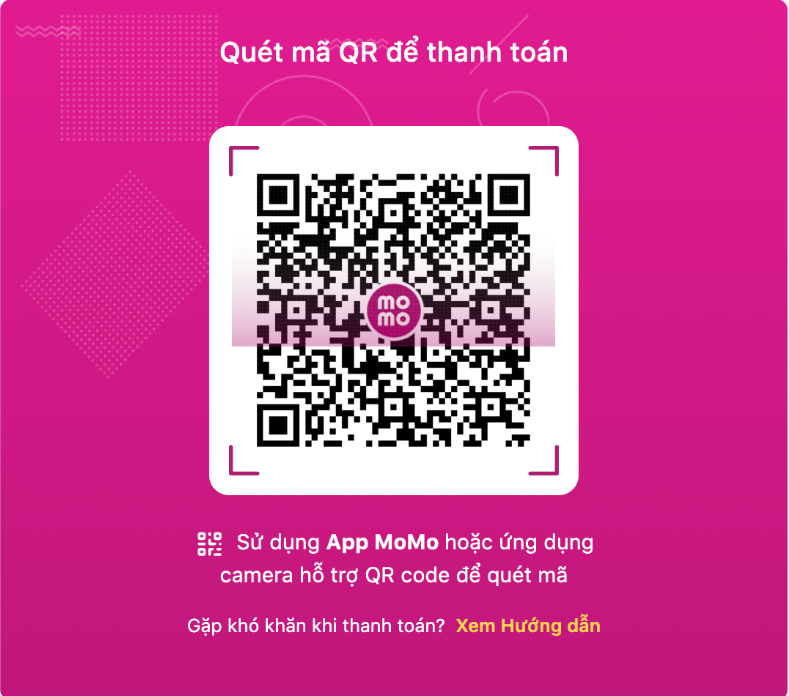 Quét mã QR để thanh toán
mo
mo
Sử dụng App MoMo hoặc ứng dụng
camera hỗ trợ QR code để quét mã
Gặp khó khăn khi thanh toán? Xem Hướng dẫn